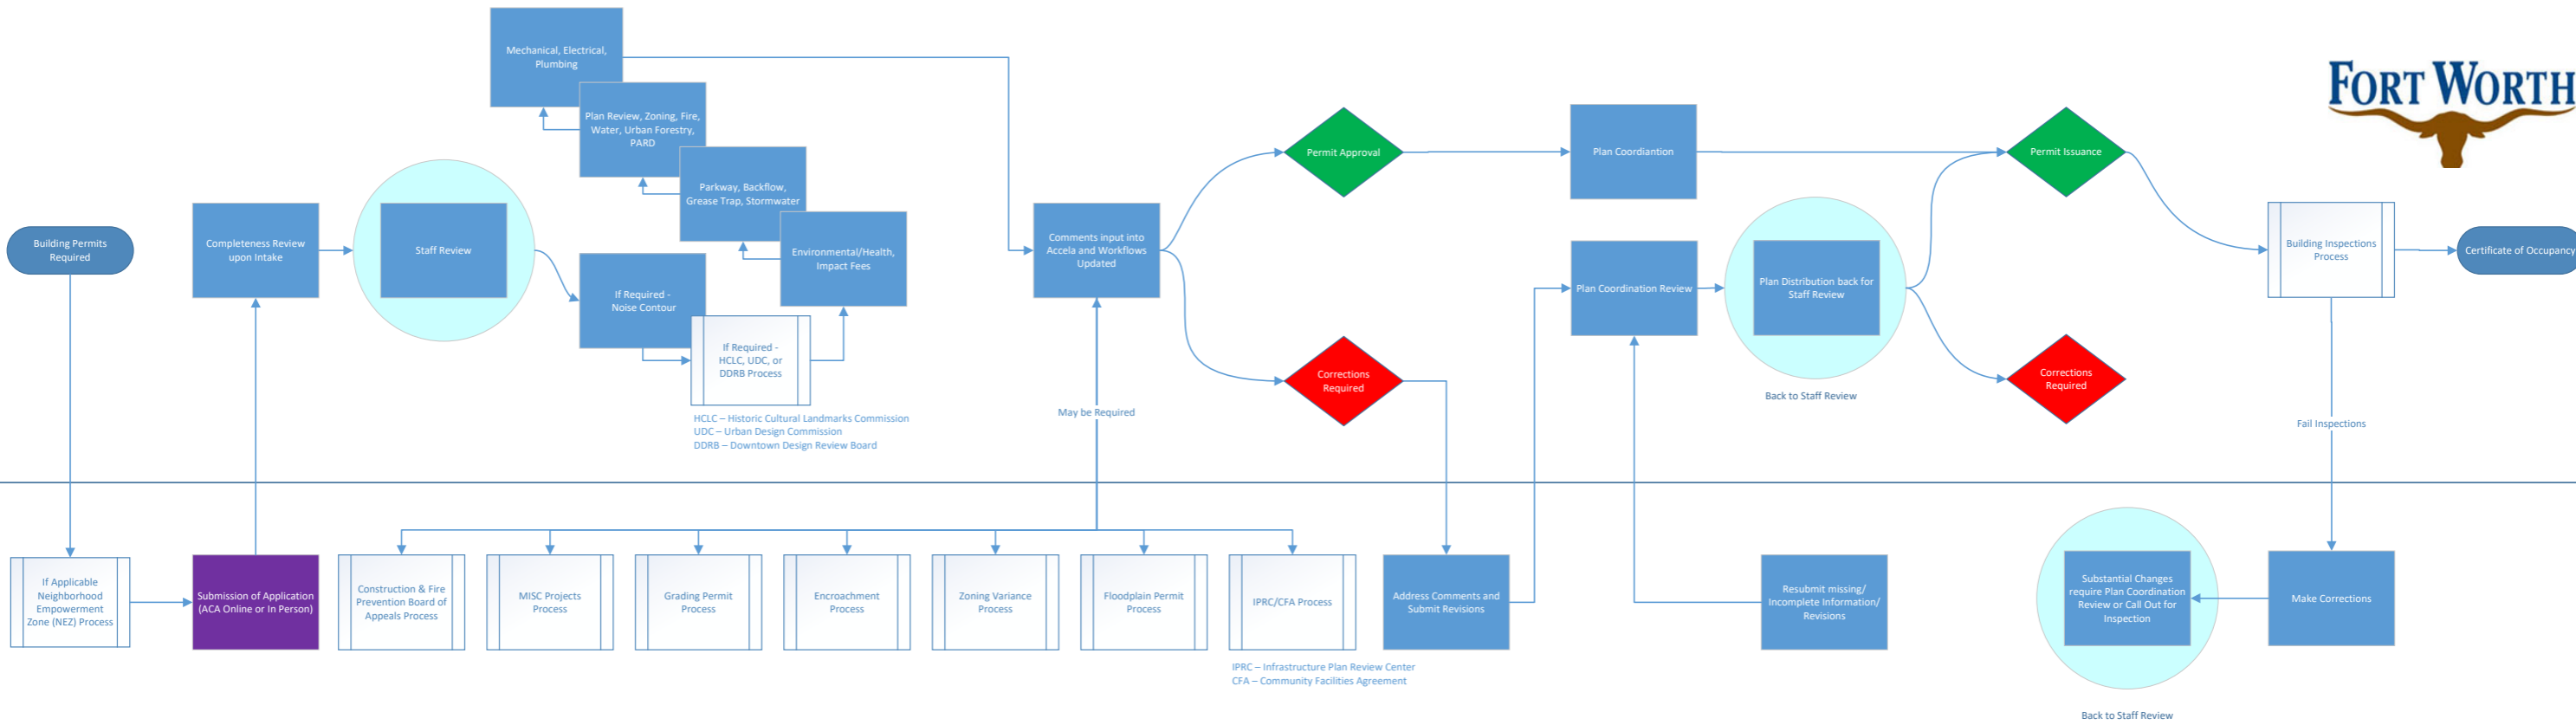 Mechanical, Electrical,
Plumbing
Plan Review, Zoning, Fire,
Water, Urban Forestry,
PARD
Parkway, Backflow,
Grease Trap, Stormwater
Environmental/Health,
Impact Fees
FORT WORTH
Building Permits
Required
Completeness Review
upon Intake
Staff Review
If Required -
Noise Contour
If Required -
HCLC, UDC, or
DDRB Process
HCLC – Historic Cultural Landmarks Commission
UDC – Urban Design Commission
DDRB – Downtown Design Review Board
Comments input into
Accela and Workflows
Updated
May be Required
Permit Approval
Corrections
Required
Plan Coordiantion
Plan Coordination Review
Plan Distribution back for
Staff Review
Back to Staff Review
Permit Issuance
Corrections
Required
Building Inspections
Process
Certificate of Occupancy
Fail Inspections
If Applicable
Neighborhood
Empowerment
Zone (NEZ) Process
Submission of Application
(ACA Online or In Person)
Construction & Fire
Prevention Board of
Appeals Process
MISC Projects
Process
Grading Permit
Process
Encroachment
Process
Zoning Variance
Process
Floodplain Permit
Process
IPRC/CFA Process
IPRC – Infrastructure Plan Review Center
CFA – Community Facilities Agreement
Address Comments and
Submit Revisions
Resubmit missing/
Incomplete Information/
Revisions
Substantial Changes
require Plan Coordination
Review or Call Out for
Inspection
Back to Staff Review
Make Corrections